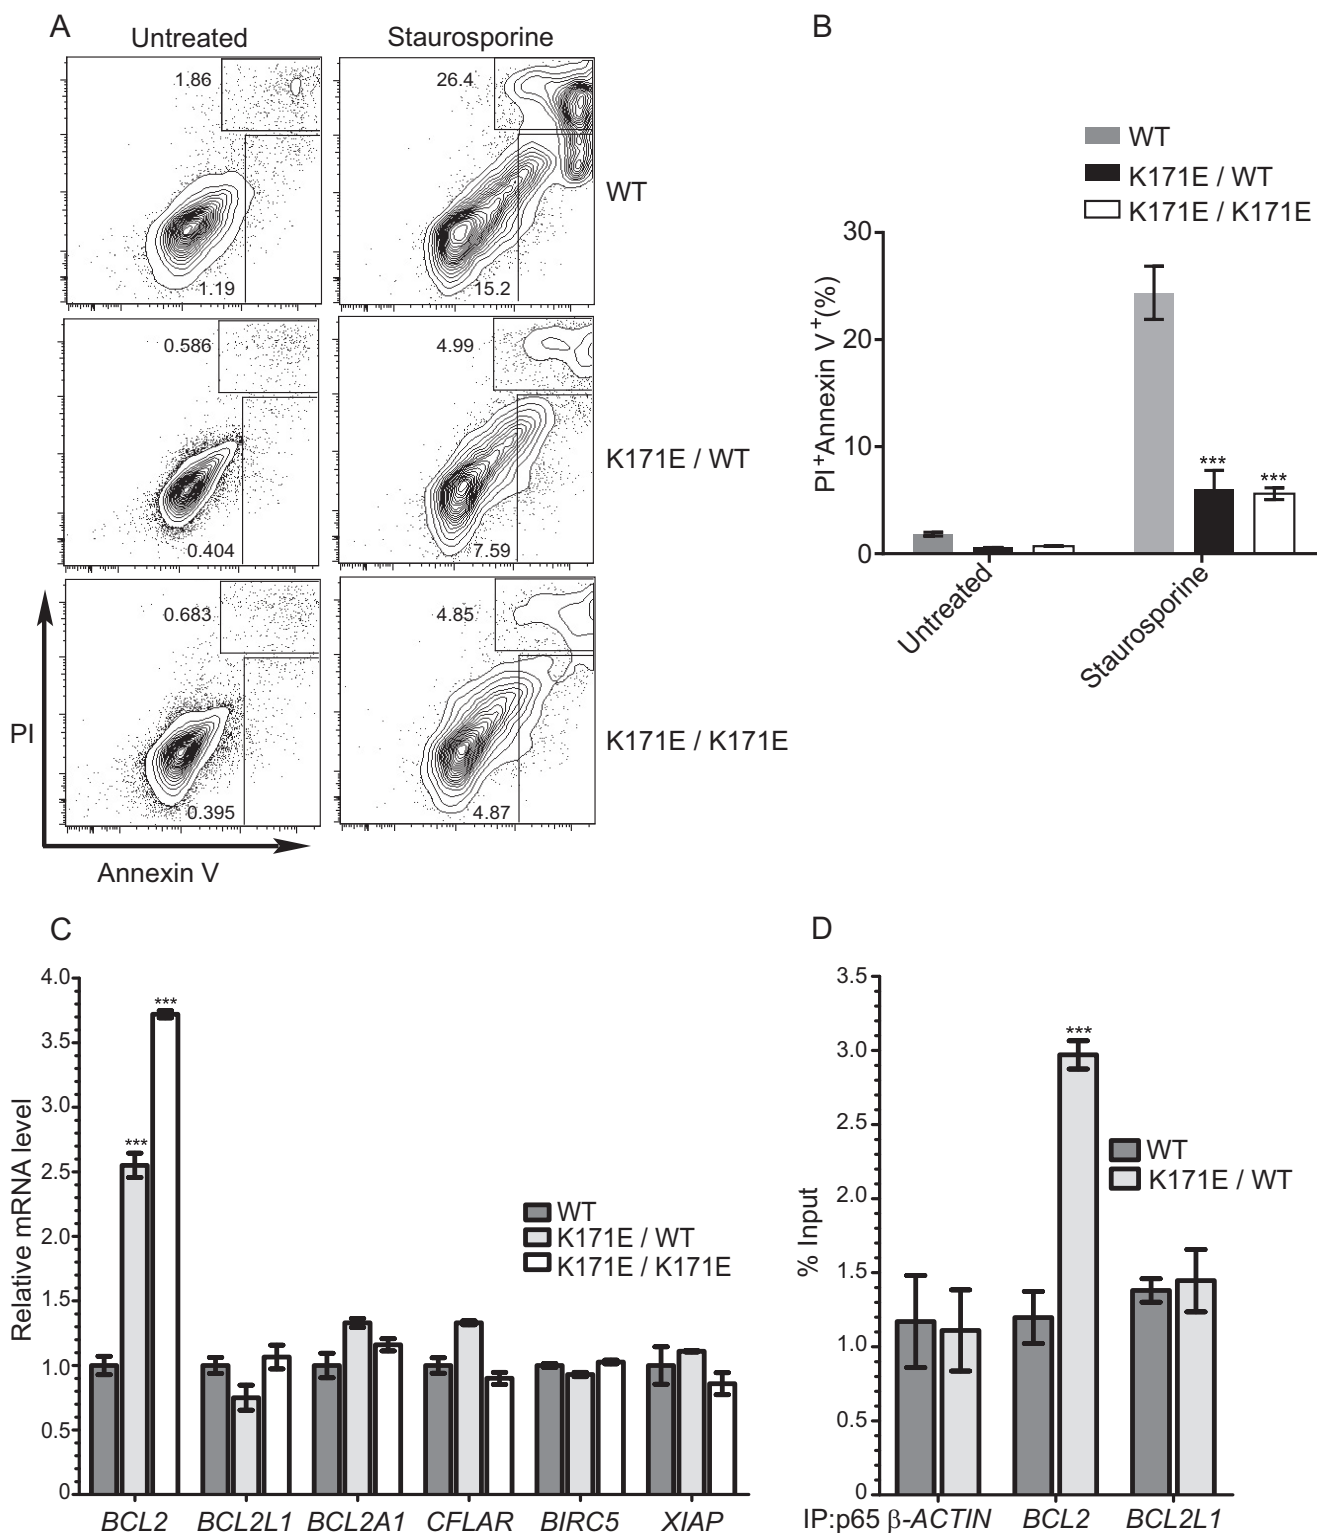 A
Untreated
Staurosporine
1.86
1.19
26.4
15.2
WT
0.586
0.404
4.99
7.59
K171E / WT
0.683
0.395
4.85
4.87
K171E / K171E
PI
Annexin V
B
WT
K171E / WT
K171E / K171E
PI+Annexin V+(%)
30
20
10
0
***
***
Untreated
Staurosporine
C
Relative mRNA level
4.0
3.5
3.0
2.5
2.0
1.5
1.0
0.5
0
***
***
WT
K171E / WT
K171E / K171E
BCL2 BCL2L1 BCL2A1 CFLAR BIRC5 XIAP
D
% Input
3.5
3.0
2.5
2.0
1.5
1.0
0.5
0
***
WT
K171E / WT
IP:p65 β-ACTIN BCL2 BCL2L1